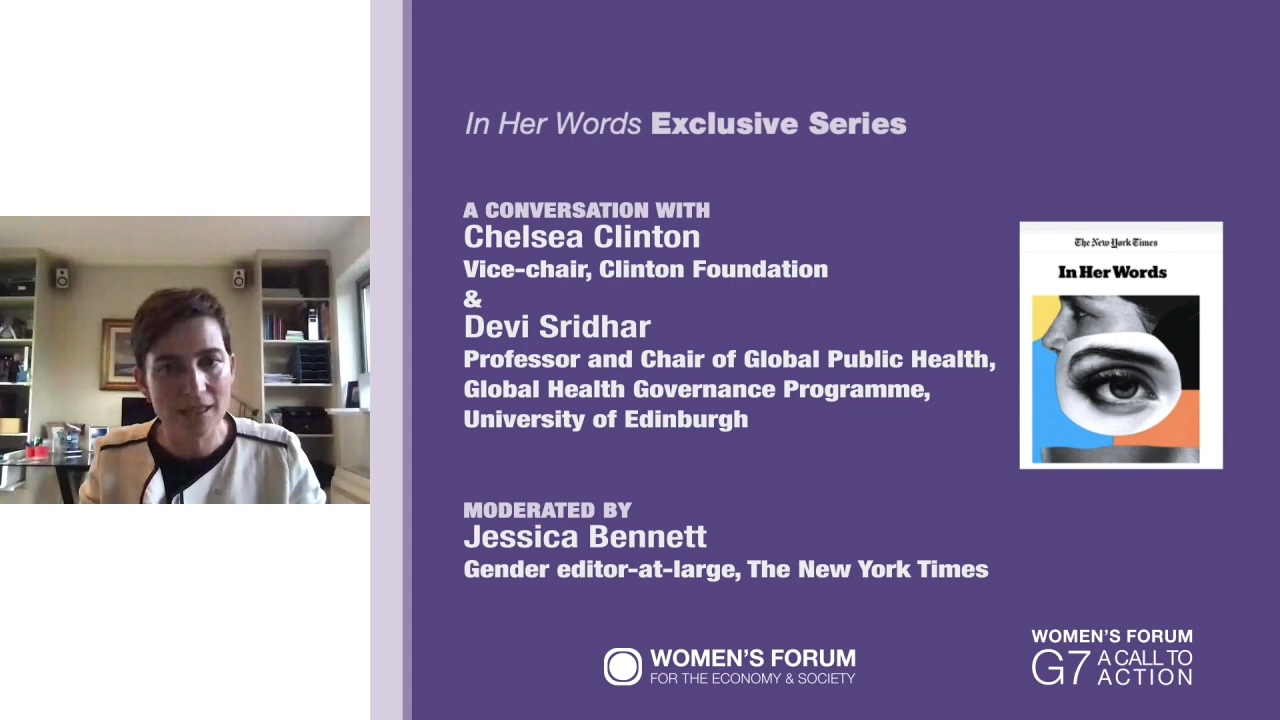 In Her Words Exclusive Series
A CONVERSATION WITH
Chelsea Clinton
Vice-chair, Clinton Foundation
&
Devi Sridhar
Professor and Chair of Global Public Health,
Global Health Governance Programme,
University of Edinburgh
The New York Times
In Her Words
MODERATED BY
Jessica Bennett
Gender editor-at-large, The New York Times
WOMEN'S FORUM
FOR THE ECONOMY & SOCIETY
WOMEN'S FORUM
G7 A CALL TO
ACTION